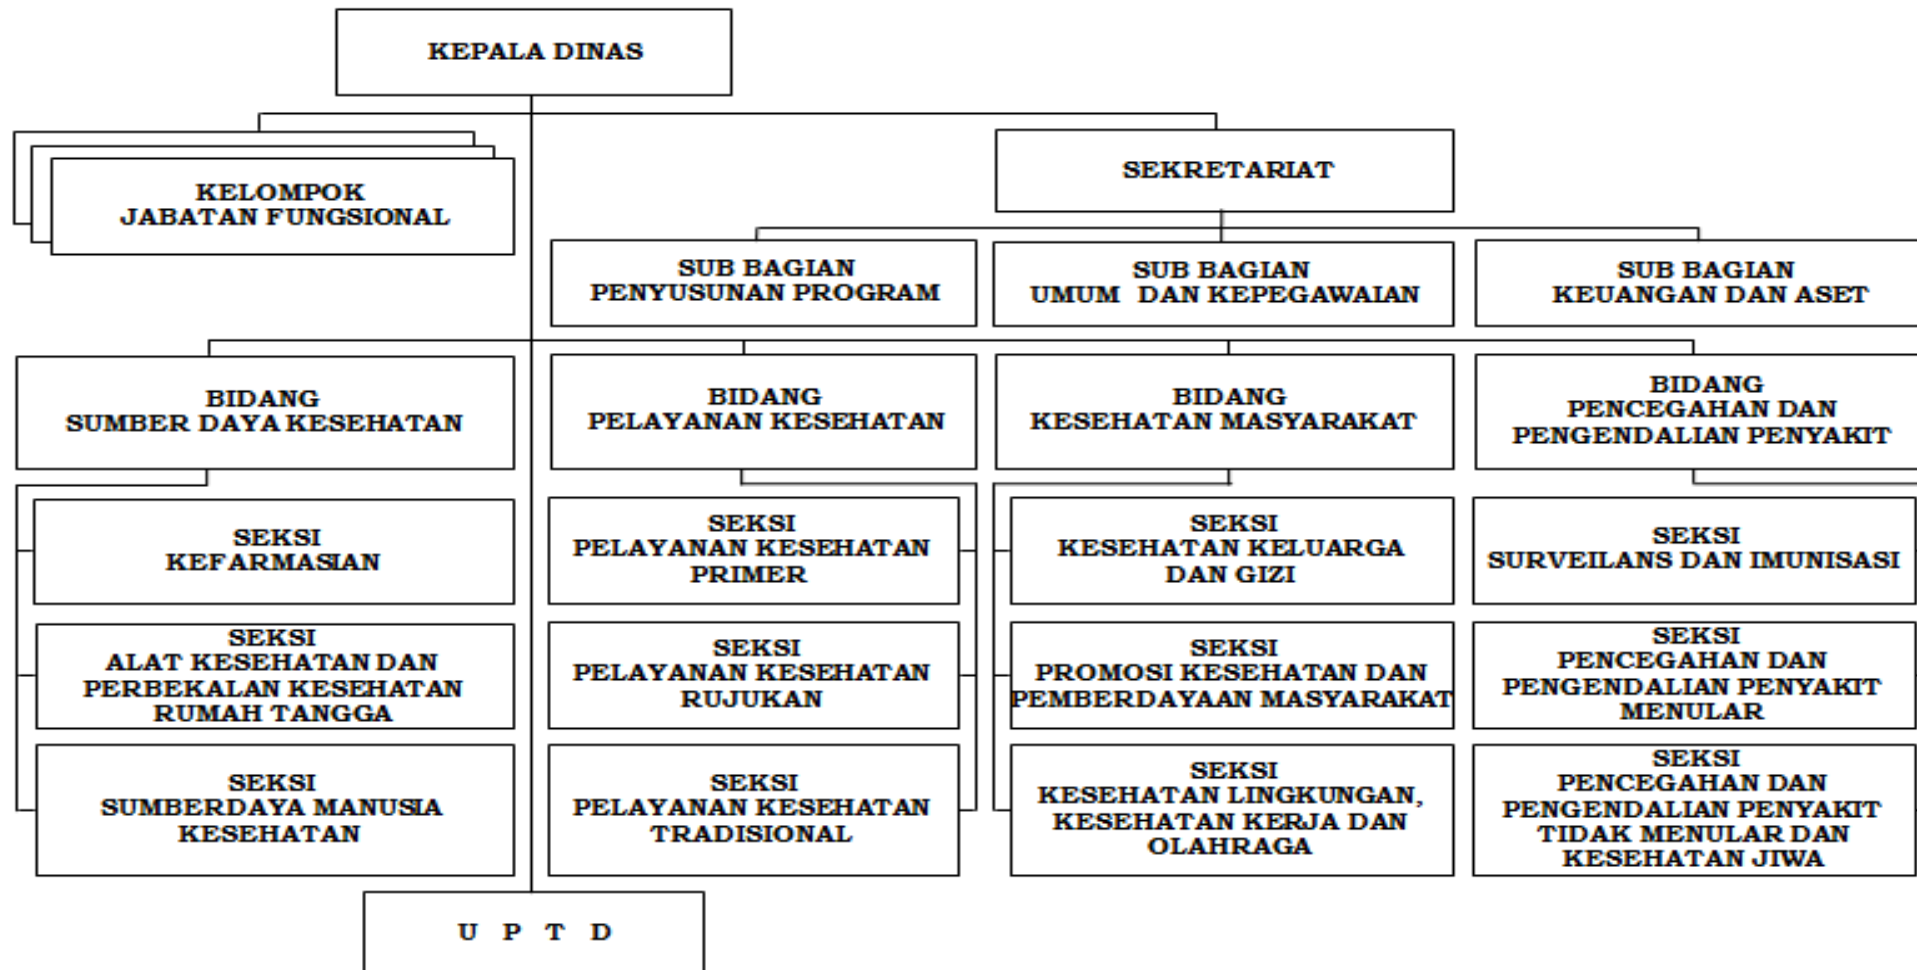 KEPALA DINAS
KELOMPOK
JABATAN FUNGSIONAL
SEKRETARIAT
SUB BAGIAN
PENYUSUNAN PROGRAM
SUB BAGIAN
UMUM DAN KEPEGAWAIAN
SUB BAGIAN
KEUANGAN DAN ASET
BIDANG
SUMBER DAYA KESEHATAN
BIDANG
PELAYANAN KESEHATAN
BIDANG
KESEHATAN MASYARAKAT
BIDANG
PENCEGAHAN DAN
PENGENDALIAN PENYAKIT
SEKSI
KEFARMASIAN
SEKSI
PELAYANAN KESEHATAN
PRIMER
SEKSI
KESEHATAN KELUARGA
DAN GIZI
SEKSI
SURVEILANS DAN IMUNISASI
SEKSI
ALAT KESEHATAN DAN
PERBEKALAN KESEHATAN
RUMAH TANGGA
SEKSI
PELAYANAN KESEHATAN
RUJUKAN
SEKSI
PROMOSI KESEHATAN DAN
PEMBERDAYAAN MASYARAKAT
SEKSI
PENCEGAHAN DAN
PENGENDALIAN PENYAKIT
MENULAR
SEKSI
SUMBERDAYA MANUSIA
KESEHATAN
SEKSI
PELAYANAN KESEHATAN
TRADISIONAL
SEKSI
KESEHATAN LINGKUNGAN,
KESEHATAN KERJA DAN
OLAHRAGA
SEKSI
PENCEGAHAN DAN
PENGENDALIAN PENYAKIT
TIDAK MENULAR DAN
KESEHATAN JIWA
U P T D